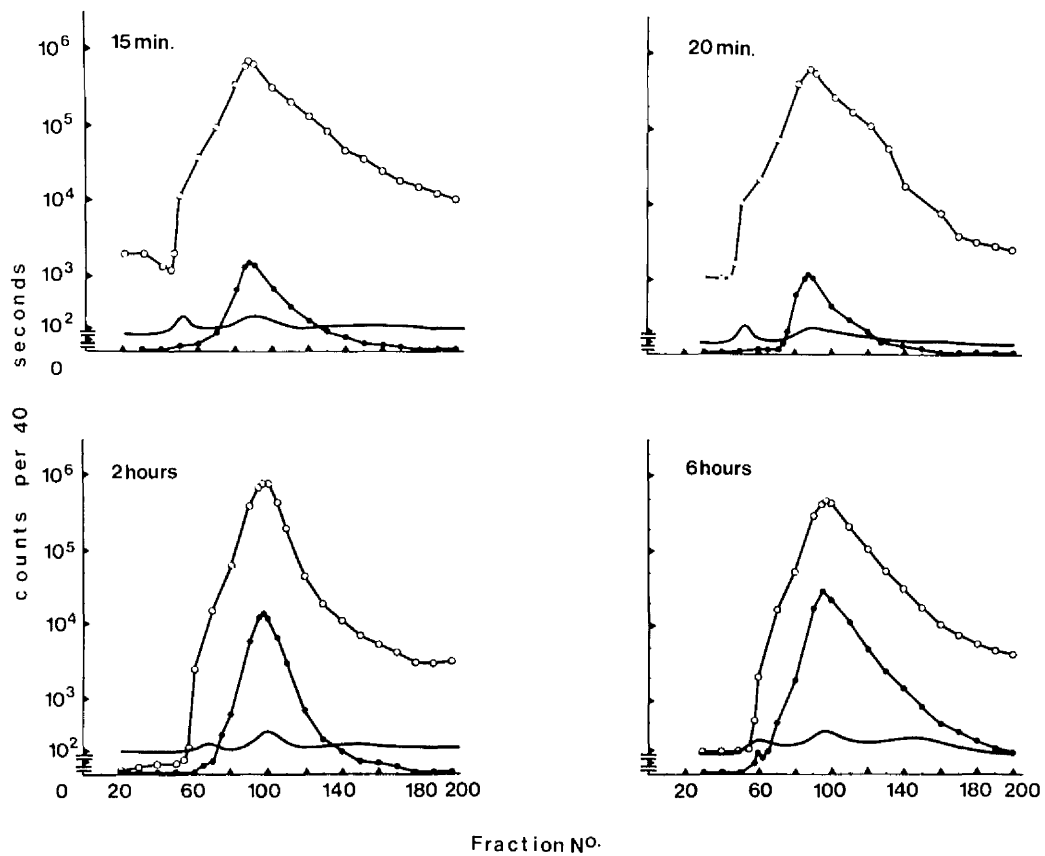 15 min.
20 min.
10⁶
10⁵
10⁴
10³
10²
0
2 hours
6 hours
10⁶
10⁵
10⁴
10³
10²
0
20 60 100 140 180 200
20 60 100 140 180 200
counts per 40 seconds
Fraction Nº.